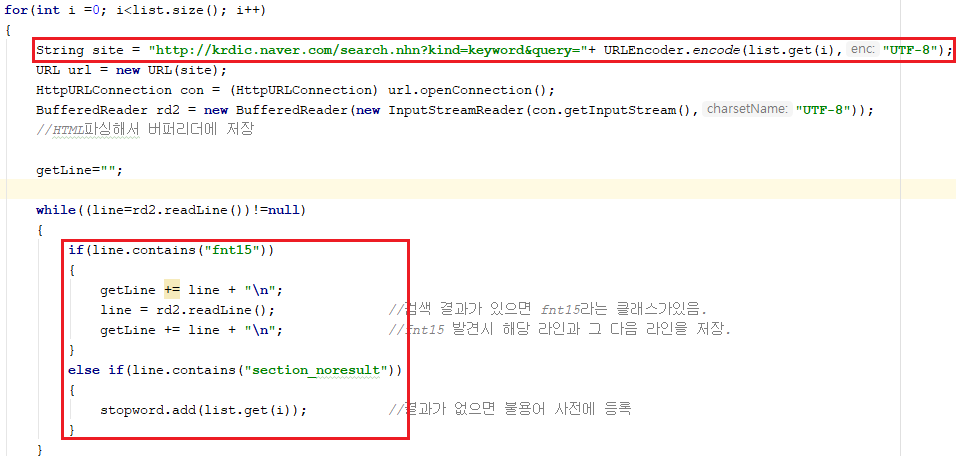 for(int i =0; i<list.size(); i++)
{
String site = "http://krdic.naver.com/search.nhn?kind=keyword&query="+ URLEncoder.encode(list.get(i), enc: "UTF-8");
URL url = new URL(site);
HttpURLConnection con = (HttpURLConnection) url.openConnection();
BufferedReader rd2 = new BufferedReader(new InputStreamReader(con.getInputStream(), charsetName: "UTF-8"));
//HTML파싱해서 버퍼리더에 저장
getLine="";
while((line=rd2.readLine())!=null)
{
if(line.contains("fnt15"))
{
getLine += line + "\n";
line = rd2.readLine(); //검색 결과가 있으면 fnt15라는 클래스가있음.
getLine += line + "\n"; //fnt15 발견시 해당 라인과 그 다음 라인을 저장.
}
else if(line.contains("section_noresult"))
{
stopword.add(list.get(i)); //결과가 없으면 불용어 사전에 등록
}
}